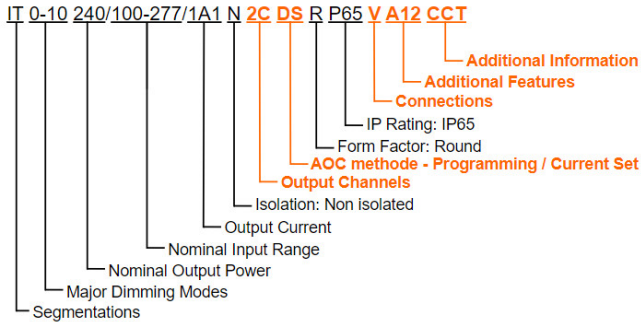 IT 0-10 240/100-277/1A1 N 2C DS R P65 V A12 CCT
Additional Information
Additional Features
Connections
IP Rating: IP65
Form Factor: Round
AOC methode - Programming / Current Set
Output Channels
Isolation: Non isolated
Output Current
Nominal Input Range
Nominal Output Power
Major Dimming Modes
Segmentations